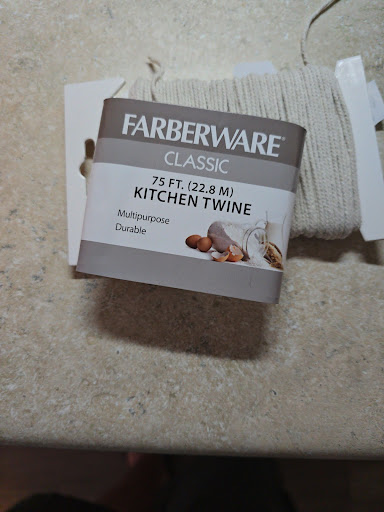 FARBERWARE®
CLASSIC
75 FT. (22.8 M)
KITCHEN TWINE
Multipurpose
Durable